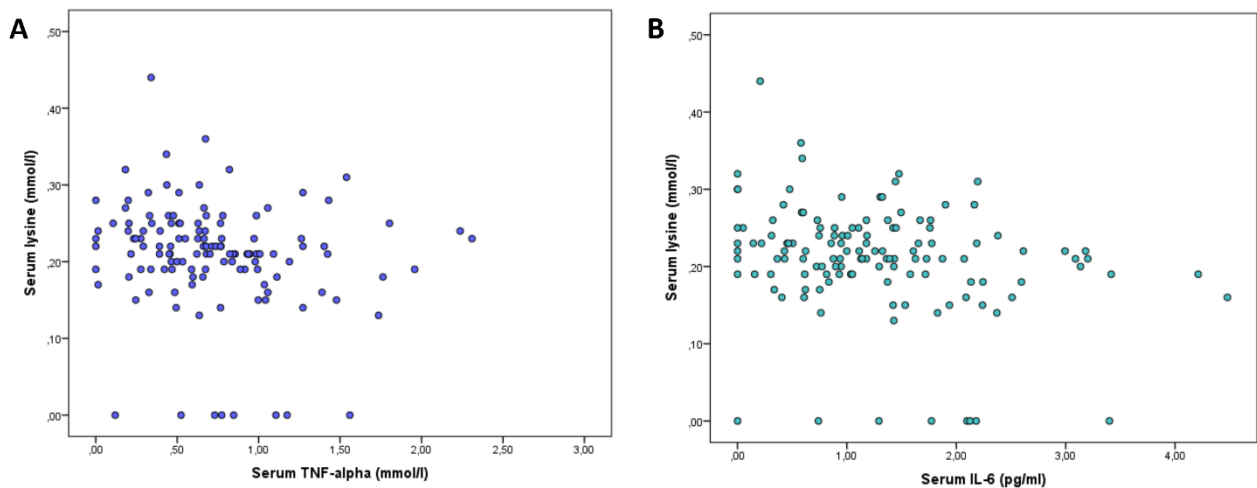 A
Serum lysine (mmol/l)
,50
,40
,30
,20
,10
,00
,00 ,50 1,00 1,50 2,00 2,50 3,00
Serum TNF-alpha (mmol/l)
B
Serum lysine (mmol/l)
,50
,40
,30
,20
,10
,00
,00 1,00 2,00 3,00 4,00
Serum IL-6 (pg/ml)